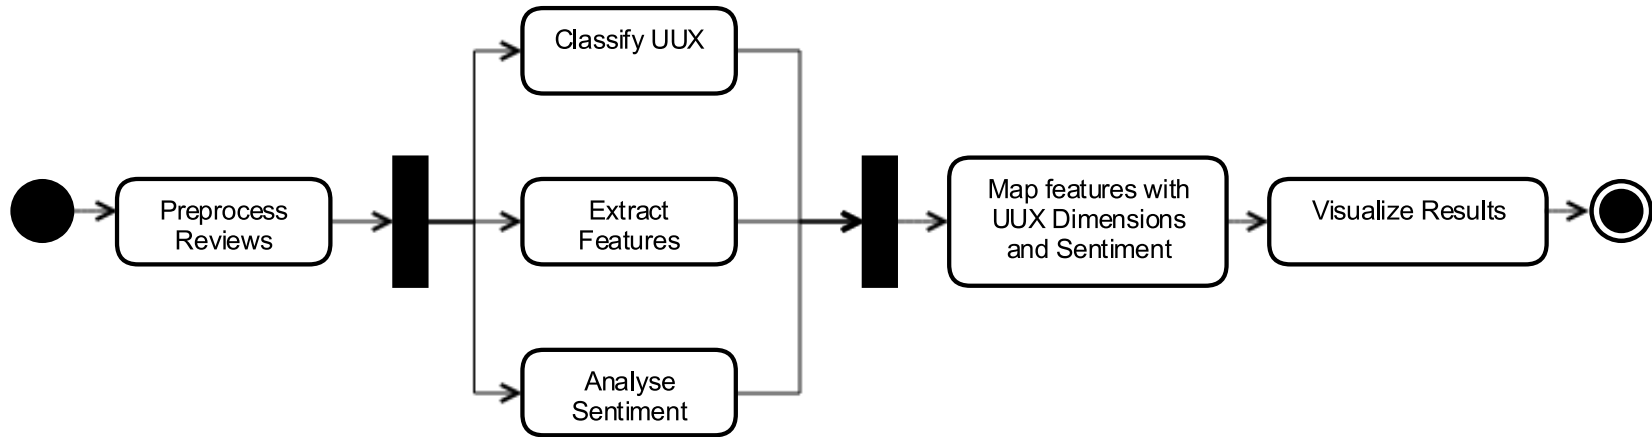 Classify UUX
Preprocess
Reviews
Extract
Features
Analyse
Sentiment
Map features with
UUX Dimensions
and Sentiment
Visualize Results